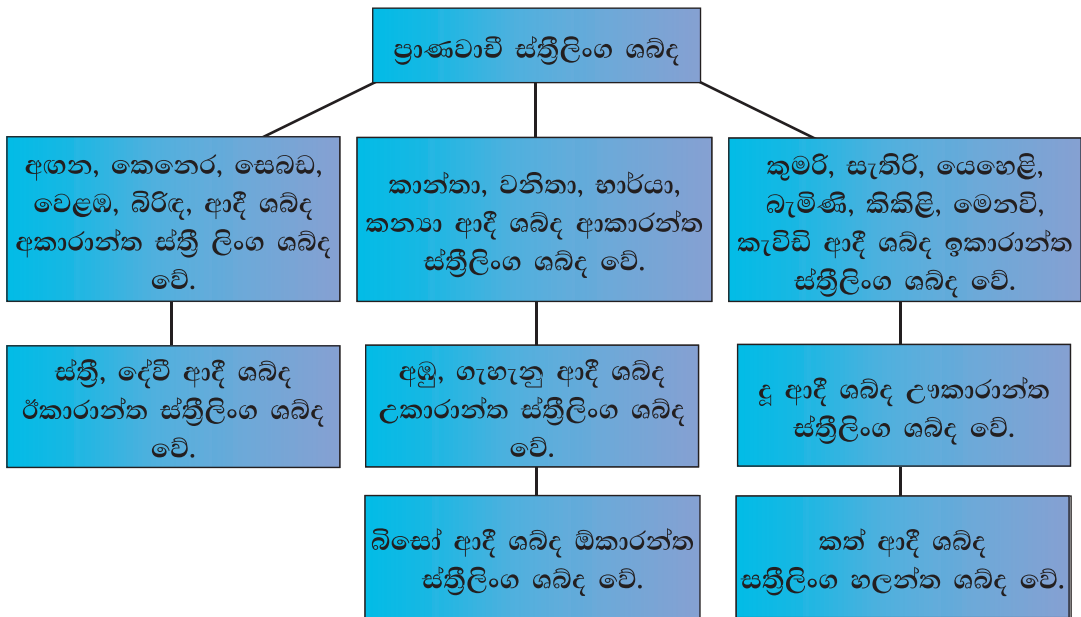 ප්‍රාණවාචී ස්ත්‍රීලිංග ශබ්ද
අඟන, කෙනෙර, සෙබඩ,
වෙළඹ, බිරිඳ, ආදී ශබ්ද
අකාරාන්ත ස්ත්‍රී ලිංග ශබ්ද
වේ.
කාන්තා, වනිතා, භාර්යා,
කන්‍යා ආදී ශබ්ද ආකාරන්ත
ස්ත්‍රීලිංග ශබ්ද වේ.
කුමරි, සැතිරි, යෙහෙළි,
බැමිණි, කිකිළි, මෙනවි,
කැවිඩි ආදී ශබ්ද ඉකාරාන්ත
ස්ත්‍රීලිංග ශබ්ද වේ.
ස්ත්‍රී, දේවී ආදී ශබ්ද
ඊකාරාන්ත ස්ත්‍රීලිංග ශබ්ද
වේ.
අඹු, ගැහැනු ආදී ශබ්ද
උකාරාන්ත ස්ත්‍රීලිංග ශබ්ද
වේ.
දූ ආදී ශබ්ද ඌකාරාන්ත
ස්ත්‍රීලිංග ශබ්ද වේ.
බිසෝ ආදී ශබ්ද ඕකාරන්ත
ස්ත්‍රීලිංග ශබ්ද වේ.
කත් ආදී ශබ්ද
සත්‍රීලිංග හලන්ත ශබ්ද වේ.